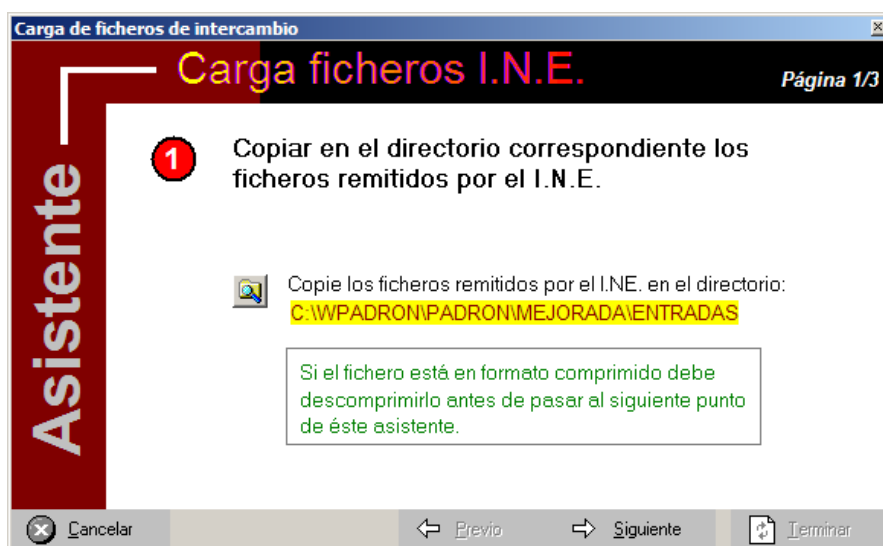 Carga de ficheros de intercambio
Carga ficheros I.N.E.
Página 1/3
Asistente
1
Copiar en el directorio correspondiente los
ficheros remitidos por el I.N.E.
Copie los ficheros remitidos por el I.NE. en el directorio:
C:\WPADRON\PADRON\MEJORADA\ENTRADAS
Si el fichero está en formato comprimido debe
descomprimirlo antes de pasar al siguiente punto
de éste asistente.
Cancelar
Previo
Siguiente
Terminar